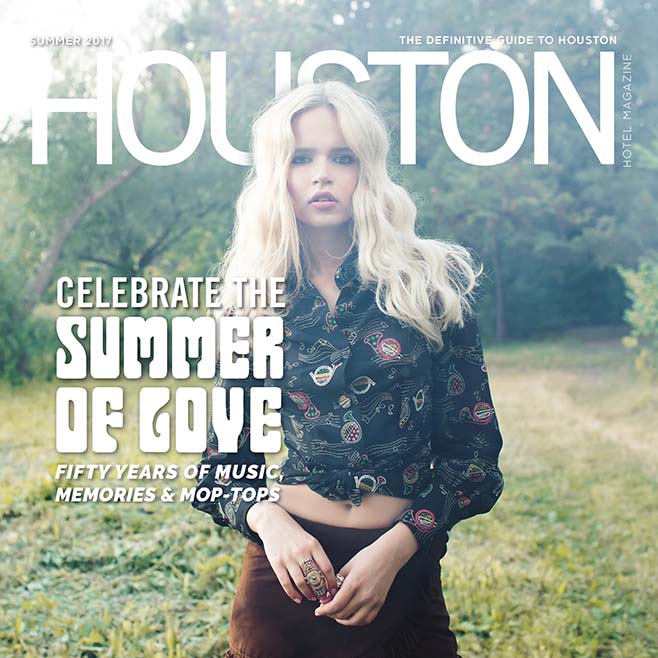 SUMMER 2017
THE DEFINITIVE GUIDE TO HOUSTON
HOUSTON
HOTEL MAGAZINE
CELEBRATE THE
SUMMER
OF LOVE
FIFTY YEARS OF MUSIC,
MEMORIES & MOP-TOPS